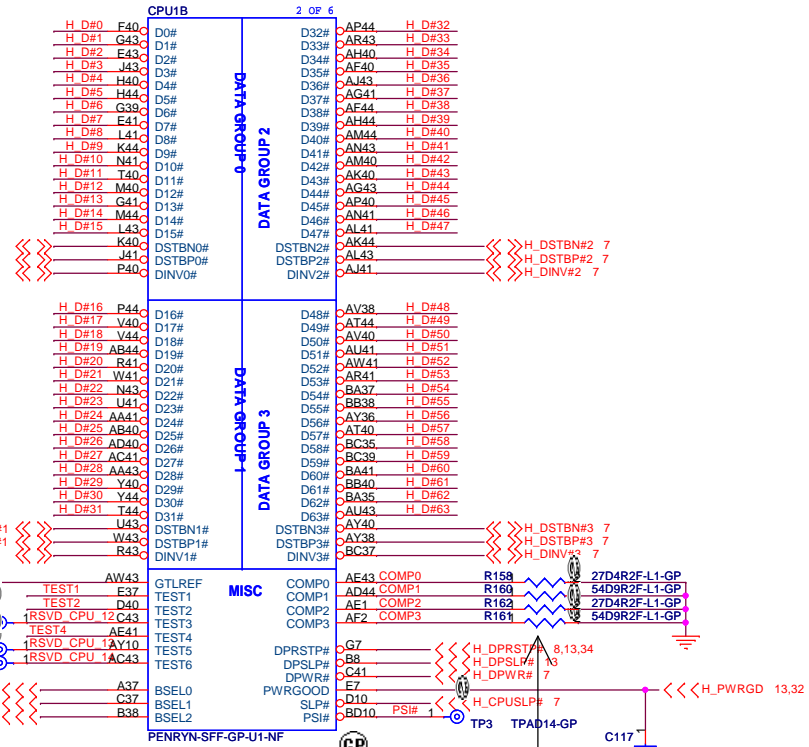 CPU1B 2 OF 6
H_D#0 F40 D0# D32# AP44 H_D#32
H_D#1 G43 D1# D33# AR43 H_D#33
H_D#2 E43 D2# D34# AH40 H_D#34
H_D#3 J43 D3# D35# AF40 H_D#35
H_D#4 H40 D4# D36# AJ43 H_D#36
H_D#5 H44 D5# D37# AG41 H_D#37
H_D#6 G39 D6# D38# AF44 H_D#38
H_D#7 E41 D7# D39# AH44 H_D#39
H_D#8 L41 D8# D40# AM44 H_D#40
H_D#9 K44 D9# D41# AN43 H_D#41
H_D#10 N41 D10# D42# AM40 H_D#42
H_D#11 T40 D11# D43# AK40 H_D#43
H_D#12 M40 D12# D44# AG43 H_D#44
H_D#13 G41 D13# D45# AP40 H_D#45
H_D#14 M44 D14# D46# AN41 H_D#46
H_D#15 L43 D15# D47# AL41 H_D#47
K40 DSTBN0# DSTBN2# AK44 H_DSTBN#2 7
J41 DSTBP0# DSTBP2# AL43 H_DSTBP#2 7
P40 DINV0# DINV2# AJ41 H_DINV#2 7
DATA GROUP 0
DATA GROUP 2
H_D#16 P44 D16# D48# AV38 H_D#48
H_D#17 V40 D17# D49# AT44 H_D#49
H_D#18 V44 D18# D50# AV40 H_D#50
H_D#19 AB44 D19# D51# AU41 H_D#51
H_D#20 R41 D20# D52# AW41 H_D#52
H_D#21 W41 D21# D53# AR41 H_D#53
H_D#22 N43 D22# D54# BA37 H_D#54
H_D#23 U41 D23# D55# BB38 H_D#55
H_D#24 AA41 D24# D56# AY36 H_D#56
H_D#25 AB40 D25# D57# AT40 H_D#57
H_D#26 AD40 D26# D58# BC35 H_D#58
H_D#27 AC41 D27# D59# BC39 H_D#59
H_D#28 AA43 D28# D60# BA41 H_D#60
H_D#29 Y40 D29# D61# BB40 H_D#61
H_D#30 Y44 D30# D62# BA35 H_D#62
H_D#31 T44 D31# D63# AU43 H_D#63
#1 U43 DSTBN1# DSTBN3# AY40 H_DSTBN#3 7
#1 W43 DSTBP1# DSTBP3# AY38 H_DSTBP#3 7
R43 DINV1# DINV3# BC37 H_DINV#3 7
DATA GROUP 1
DATA GROUP 3
MISC
AW43 GTLREF COMP0 AE43 COMP0 R158 1 27D4R2F-L1-GP
TEST1 E37 TEST1 COMP1 AD44 COMP1 R160 1 54D9R2F-L1-GP
TEST2 D40 TEST2 COMP2 AE1 COMP2 R162 1 27D4R2F-L1-GP
1 RSVD_CPU_12 C43 TEST3 COMP3 AF2 COMP3 R161 1 54D9R2F-L1-GP
TEST4 AE41 TEST4
1 RSVD_CPU_13 AY10 TEST5 DPRSTP# G7 H_DPRSTP# 8,13,34
1 RSVD_CPU_14 AC43 TEST6 DPSLP# B8 H_DPSLP# 13
DPWR# C41 H_DPWR# 7
A37 BSEL0 PWRGOOD E7 H_PWRGD 13,32
C37 BSEL1 SLP# D10 H_CPUSLP# 7
B38 BSEL2 PSI# BD10 PSI# 1 TP3 TPAD14-GP
PENRYN-SFF-GP-U1-NF
GP
C117